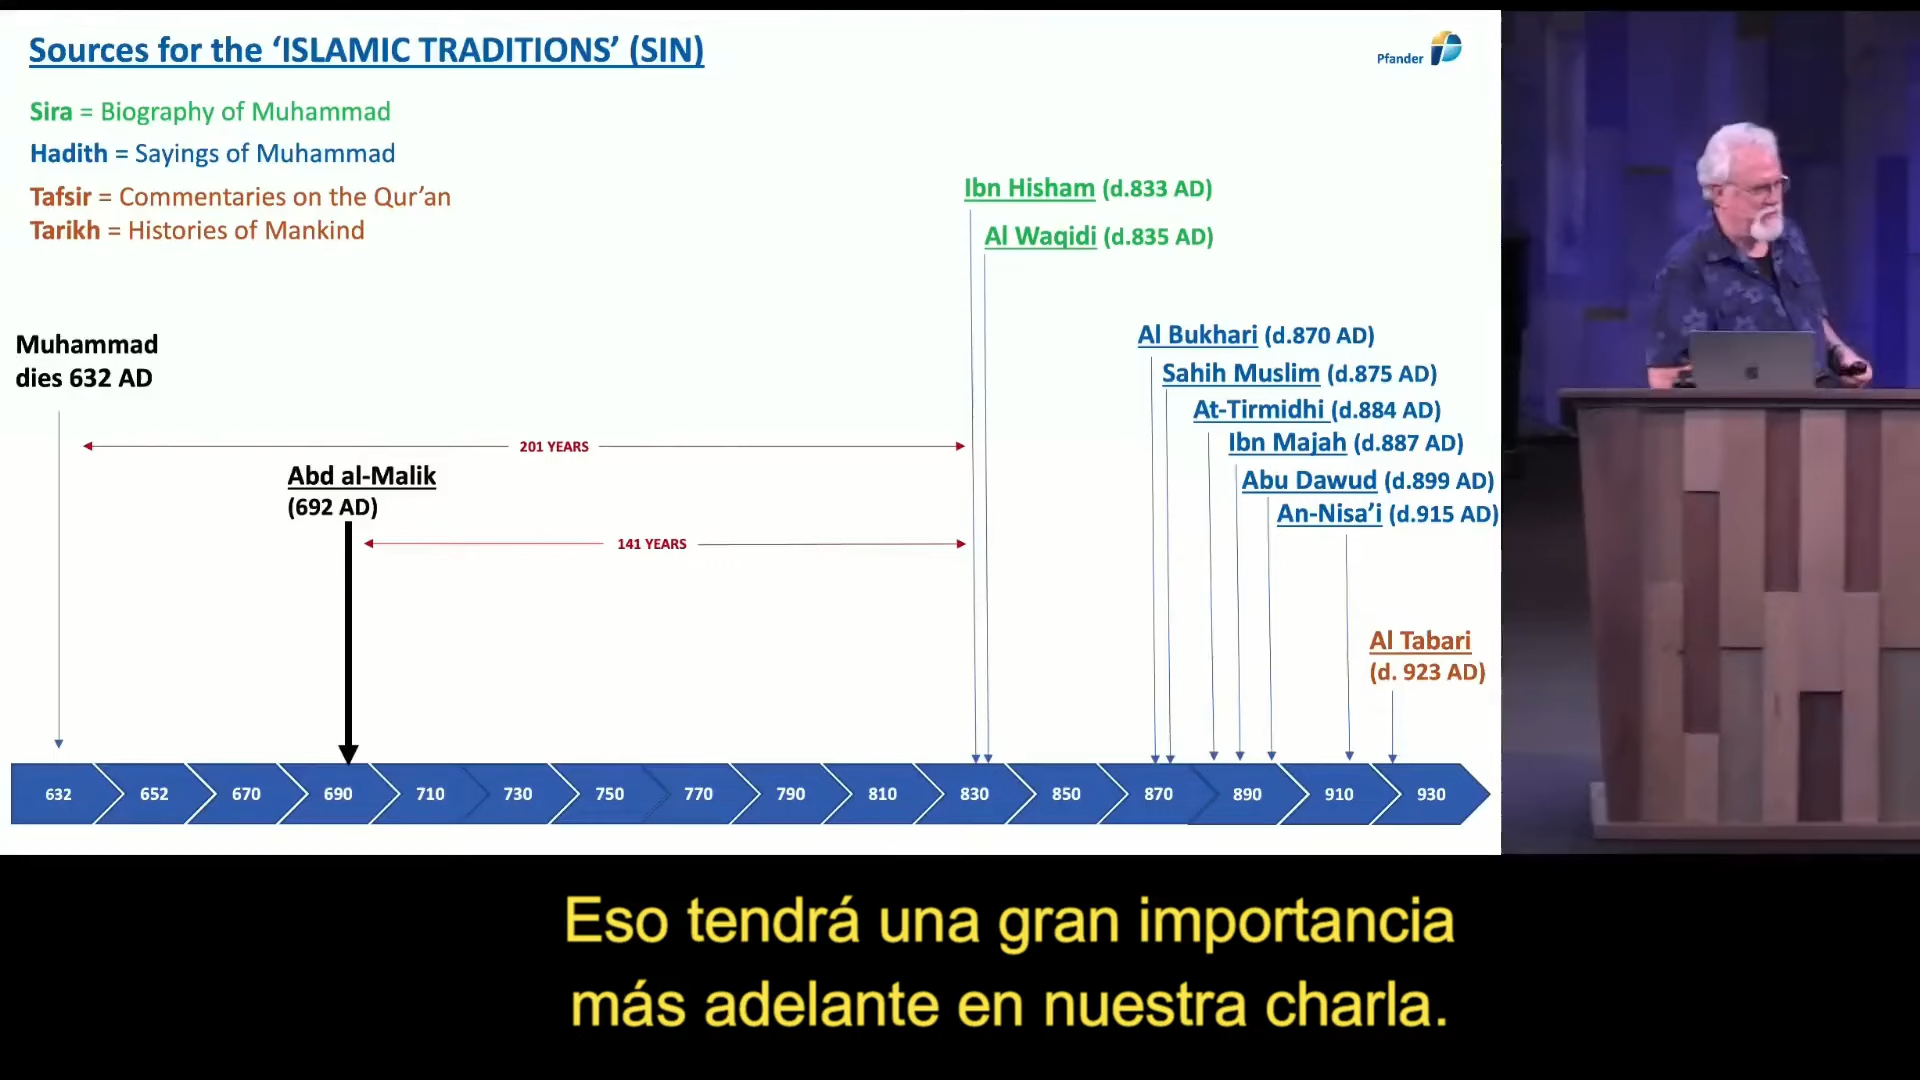 Sources for the ‘ISLAMIC TRADITIONS’ (SIN)
Pfander
Sira = Biography of Muhammad
Hadith = Sayings of Muhammad
Tafsir = Commentaries on the Qur’an
Tarikh = Histories of Mankind
Ibn Hisham (d.833 AD)
Al Waqidi (d.835 AD)
Muhammad
dies 632 AD
Al Bukhari (d.870 AD)
Sahih Muslim (d.875 AD)
At-Tirmidhi (d.884 AD)
Ibn Majah (d.887 AD)
Abu Dawud (d.899 AD)
An-Nisa’i (d.915 AD)
201 YEARS
Abd al-Malik
(692 AD)
141 YEARS
Al Tabari
(d. 923 AD)
632 652 670 690 710 730 750 770 790 810 830 850 870 890 910 930
Eso tendrá una gran importancia
más adelante en nuestra charla.